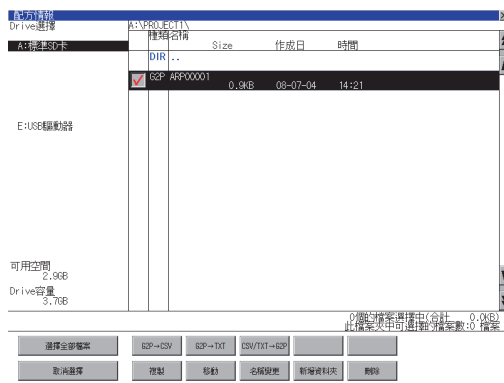 配方情報
Drive選擇
A:\PROJECT1\
種類名稱
Size 作成日 時間
A:標準SD卡
DIR ..
G2P ARP00001
0.9KB 08-07-04 14:21
E:USB驅動器
可用空間
2.9GB
Drive容量
3.7GB
0個的檔案選擇中(合計 0.0KB)
此檔案夾中可選擇的檔案數:0 檔案
選擇全部檔案 G2P→CSV G2P→TXT CSV/TXT→G2P
取消選擇 複製 移動 名稱變更 新增資料夾 刪除